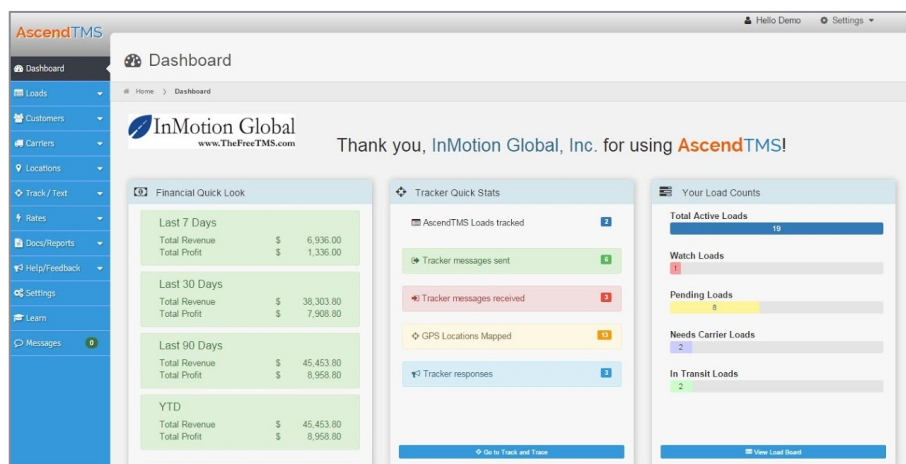 AscendTMS
Hello Demo Settings
Dashboard
Loads
Customers
Carriers
Locations
Track / Text
Rates
Docs/Reports
Help/Feedback
Settings
Learn
Messages 0
Dashboard
Home > Dashboard
InMotion Global
www.TheFreeTMS.com
Thank you, InMotion Global, Inc. for using AscendTMS!
Financial Quick Look
Last 7 Days
Total Revenue $ 6,936.00
Total Profit $ 1,336.00
Last 30 Days
Total Revenue $ 38,303.80
Total Profit $ 7,908.80
Last 90 Days
Total Revenue $ 45,453.80
Total Profit $ 8,958.80
YTD
Total Revenue $ 45,453.80
Total Profit $ 8,958.80
Tracker Quick Stats
AscendTMS Loads tracked 2
Tracker messages sent 6
Tracker messages received 3
GPS Locations Mapped 13
Tracker responses 3
Go to Track and Trace
Your Load Counts
Total Active Loads
19
Watch Loads
1
Pending Loads
8
Needs Carrier Loads
2
In Transit Loads
2
View Load Board